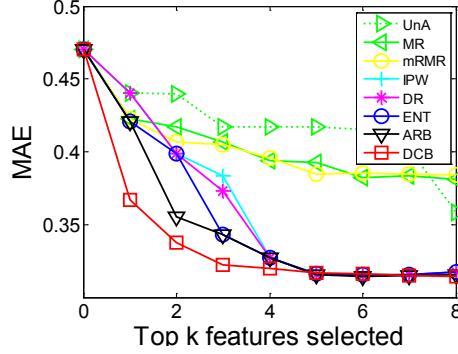 0.5
0.45
0.4
0.35
MAE
0
2
4
6
8
Top k features selected
UnA
MR
mRMR
IPW
DR
ENT
ARB
DCB